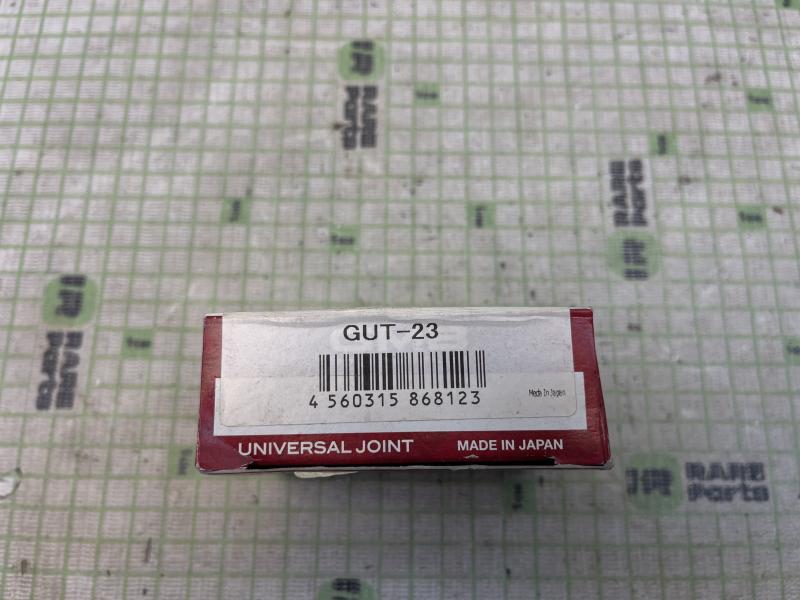 RARE
Parts
RARE
Parts
RARE
Parts
GUT-23
4 560315 868123
Made In Japan
UNIVERSAL JOINT
MADE IN JAPAN
RARE
Parts